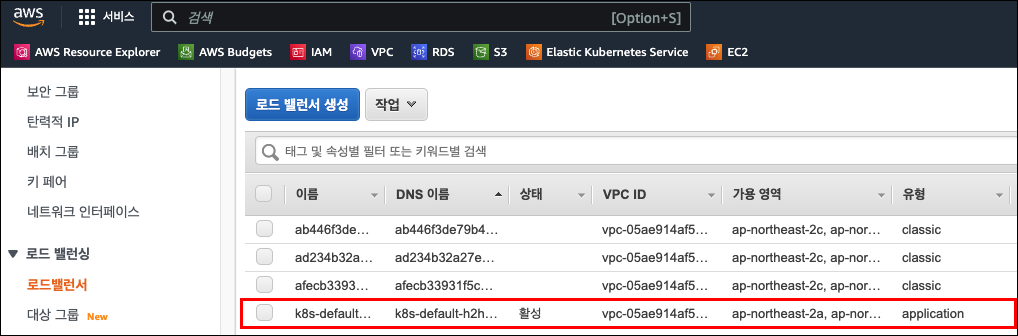 aws 서비스 검색 [Option+S]
AWS Resource Explorer AWS Budgets IAM VPC RDS S3 Elastic Kubernetes Service EC2
보안 그룹
탄력적 IP
배치 그룹
키 페어
네트워크 인터페이스
로드 밸런싱
로드밸런서
대상 그룹 New
로드 밸런서 생성 작업
태그 및 속성별 필터 또는 키워드별 검색
이름 DNS 이름 상태 VPC ID 가용 영역 유형
ab446f3de... ab446f3de79b4... vpc-05ae914af5... ap-northeast-2c, ap-nor... classic
ad234b32a... ad234b32a27e... vpc-05ae914af5... ap-northeast-2c, ap-nor... classic
afecb3393... afecb33931f5c... vpc-05ae914af5... ap-northeast-2c, ap-nor... classic
k8s-default... k8s-default-h2h... 활성 vpc-05ae914af5... ap-northeast-2a, ap-nor... application